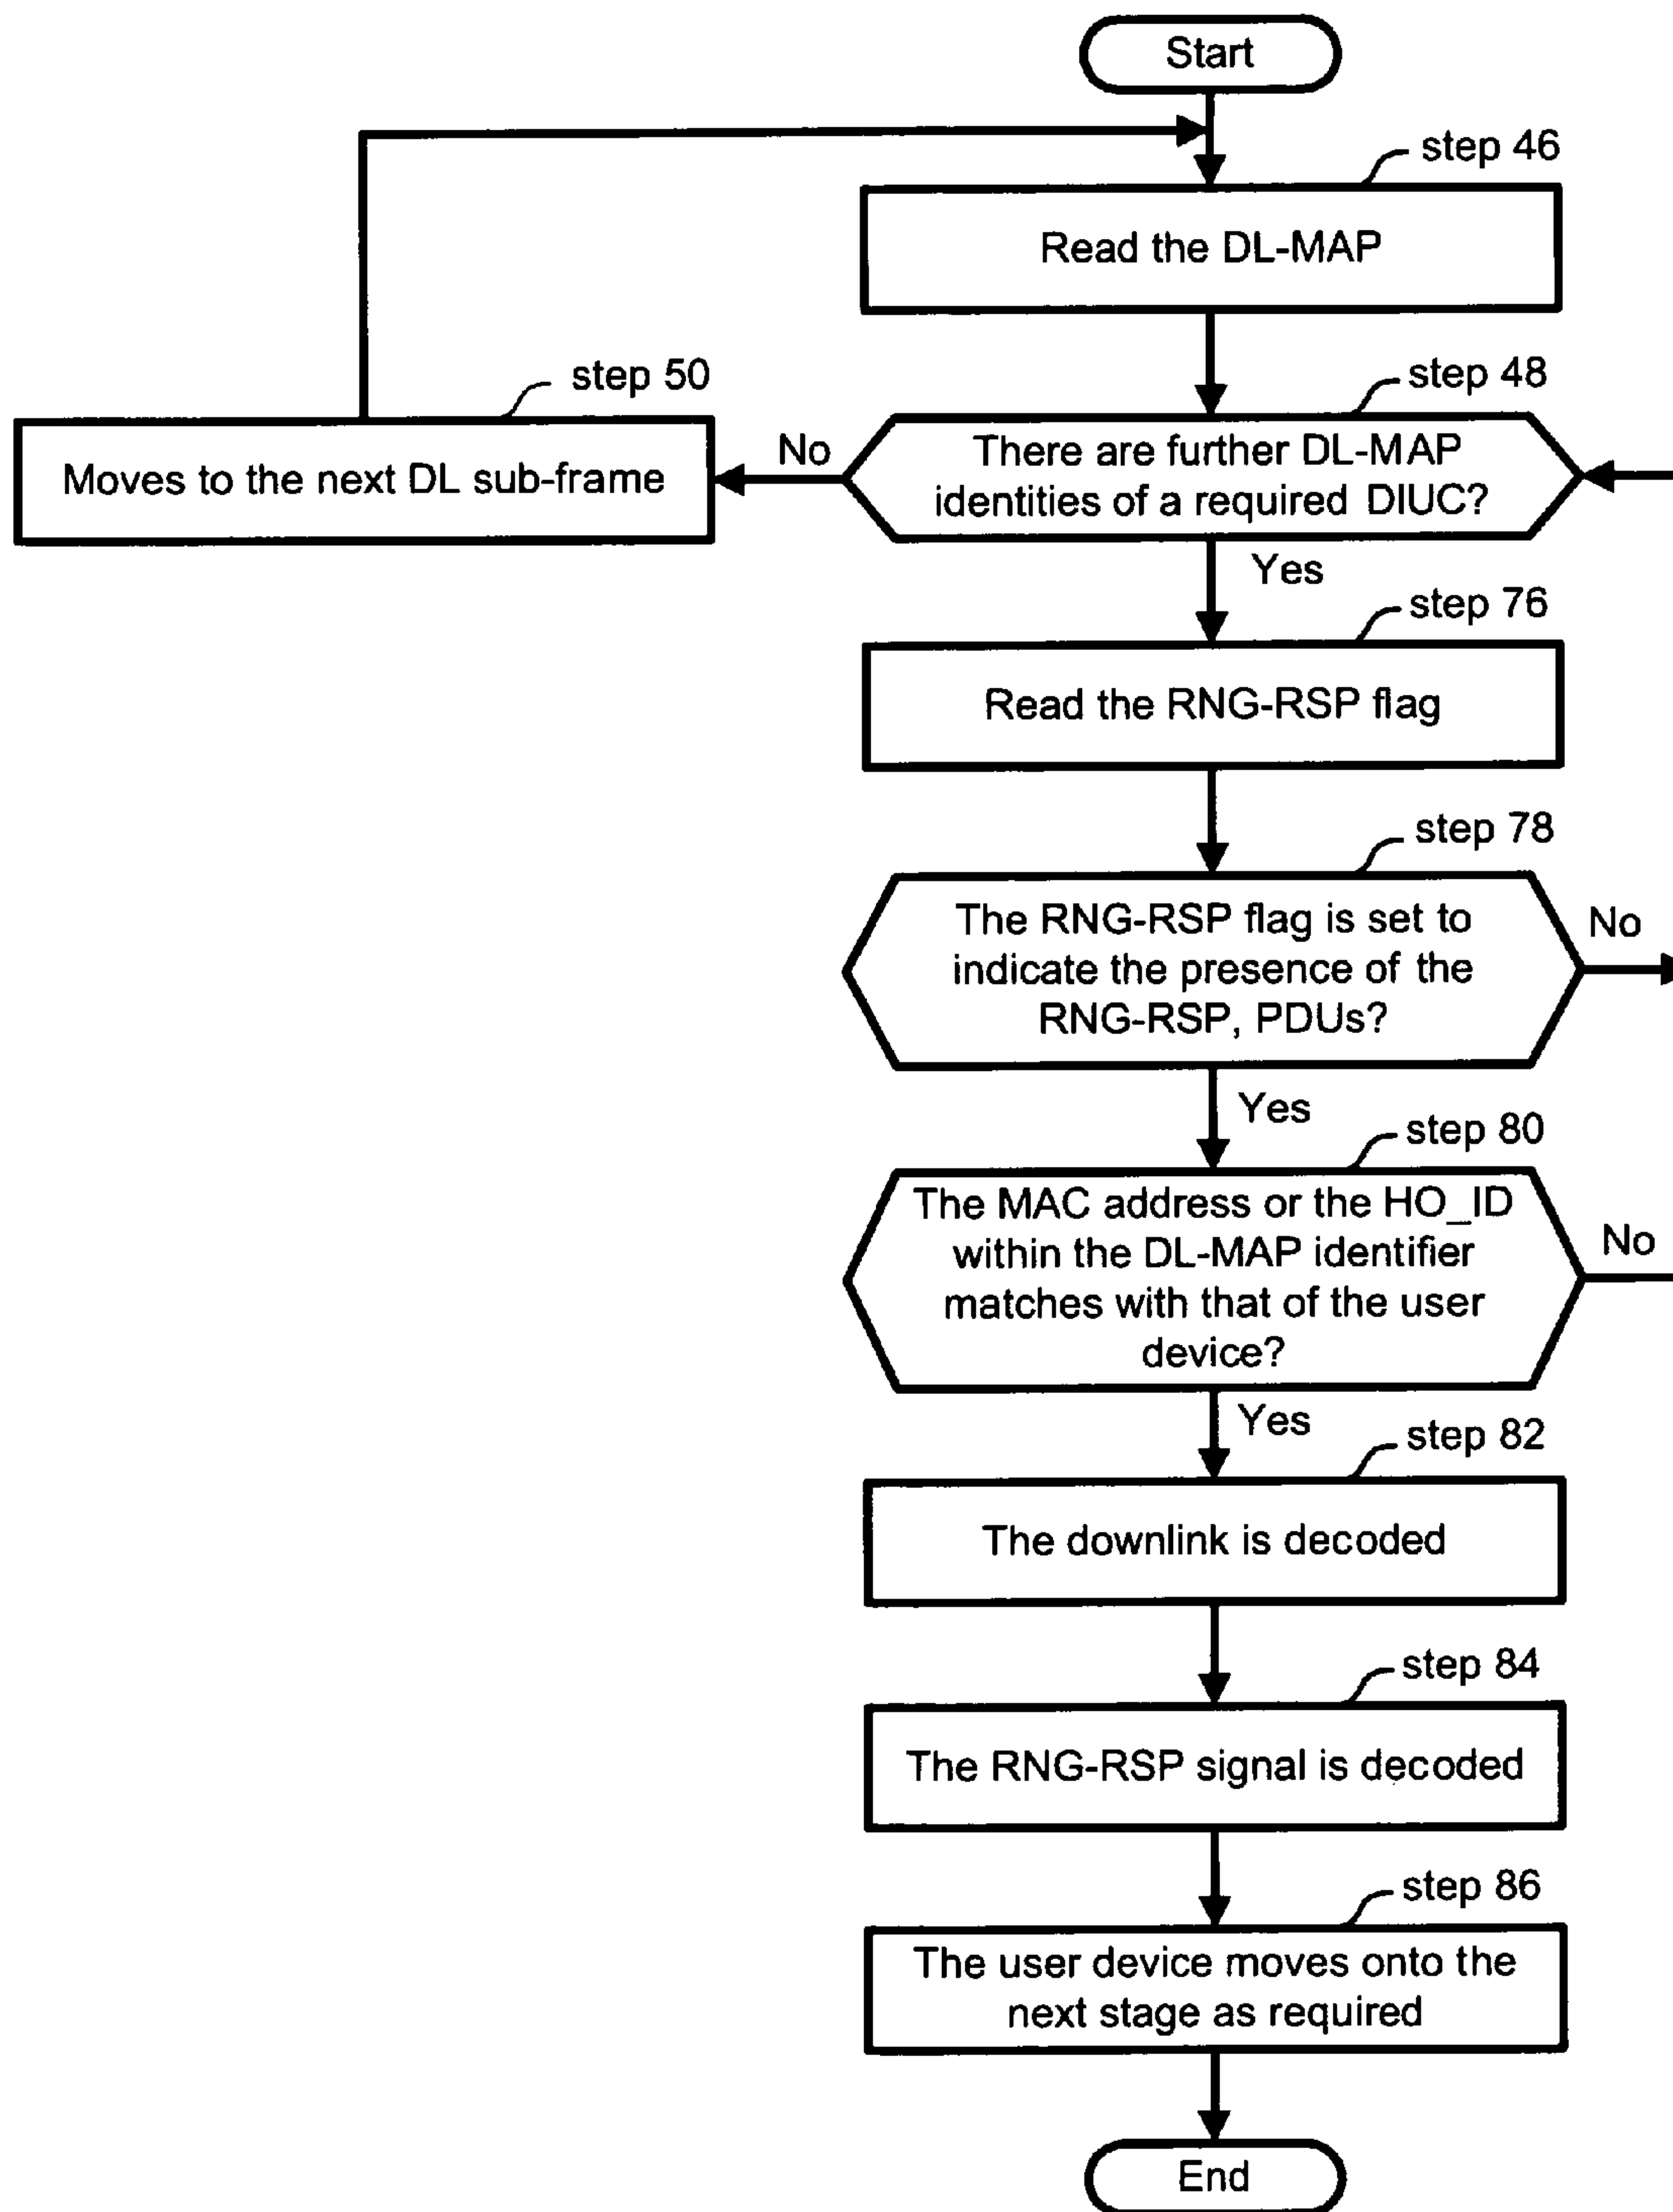 Start
step 46
Read the DL-MAP
step 50
step 48
Moves to the next DL sub-frame
No
There are further DL-MAP
identities of a required DIUC?
Yes
step 76
Read the RNG-RSP flag
step 78
The RNG-RSP flag is set to
indicate the presence of the
RNG-RSP, PDUs?
No
Yes
step 80
The MAC address or the HO_ID
within the DL-MAP identifier
matches with that of the user
device?
No
Yes
step 82
The downlink is decoded
step 84
The RNG-RSP signal is decoded
step 86
The user device moves onto the
next stage as required
End